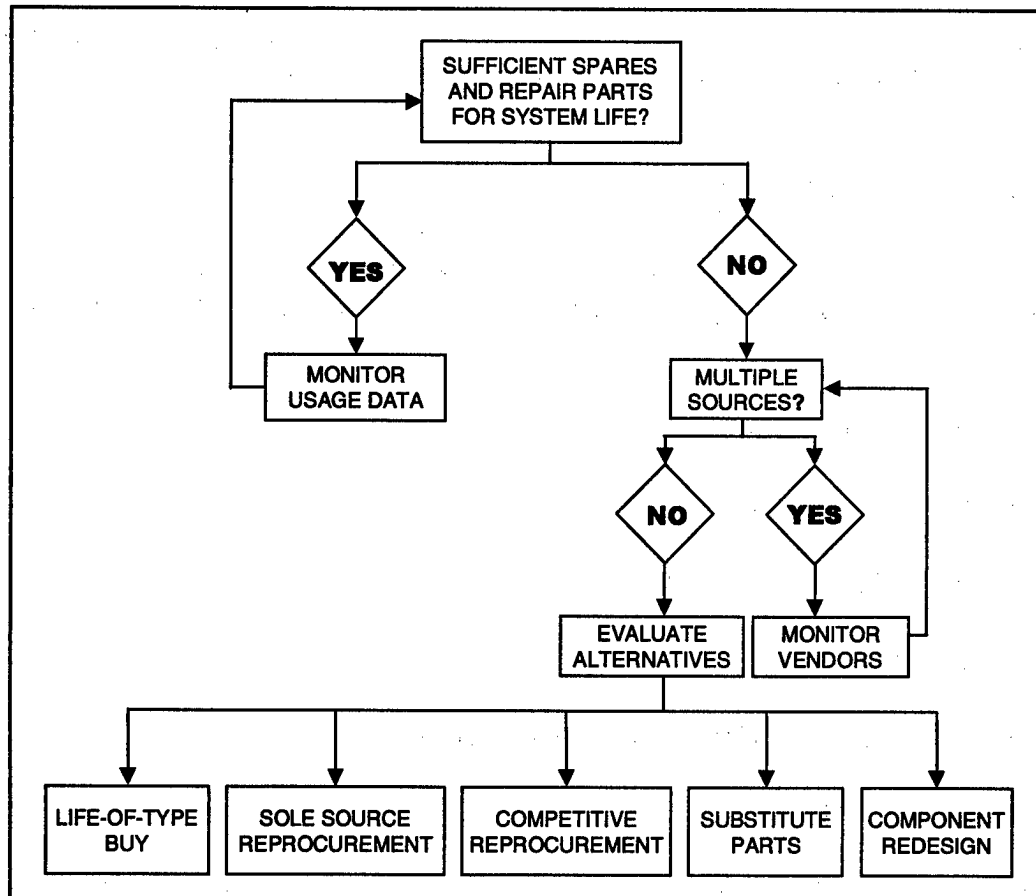 SUFFICIENT SPARES
AND REPAIR PARTS
FOR SYSTEM LIFE?
YES
NO
MONITOR
USAGE DATA
MULTIPLE
SOURCES?
NO
YES
EVALUATE
ALTERNATIVES
MONITOR
VENDORS
LIFE-OF-TYPE
BUY
SOLE SOURCE
REPROCUREMENT
COMPETITIVE
REPROCUREMENT
SUBSTITUTE
PARTS
COMPONENT
REDESIGN